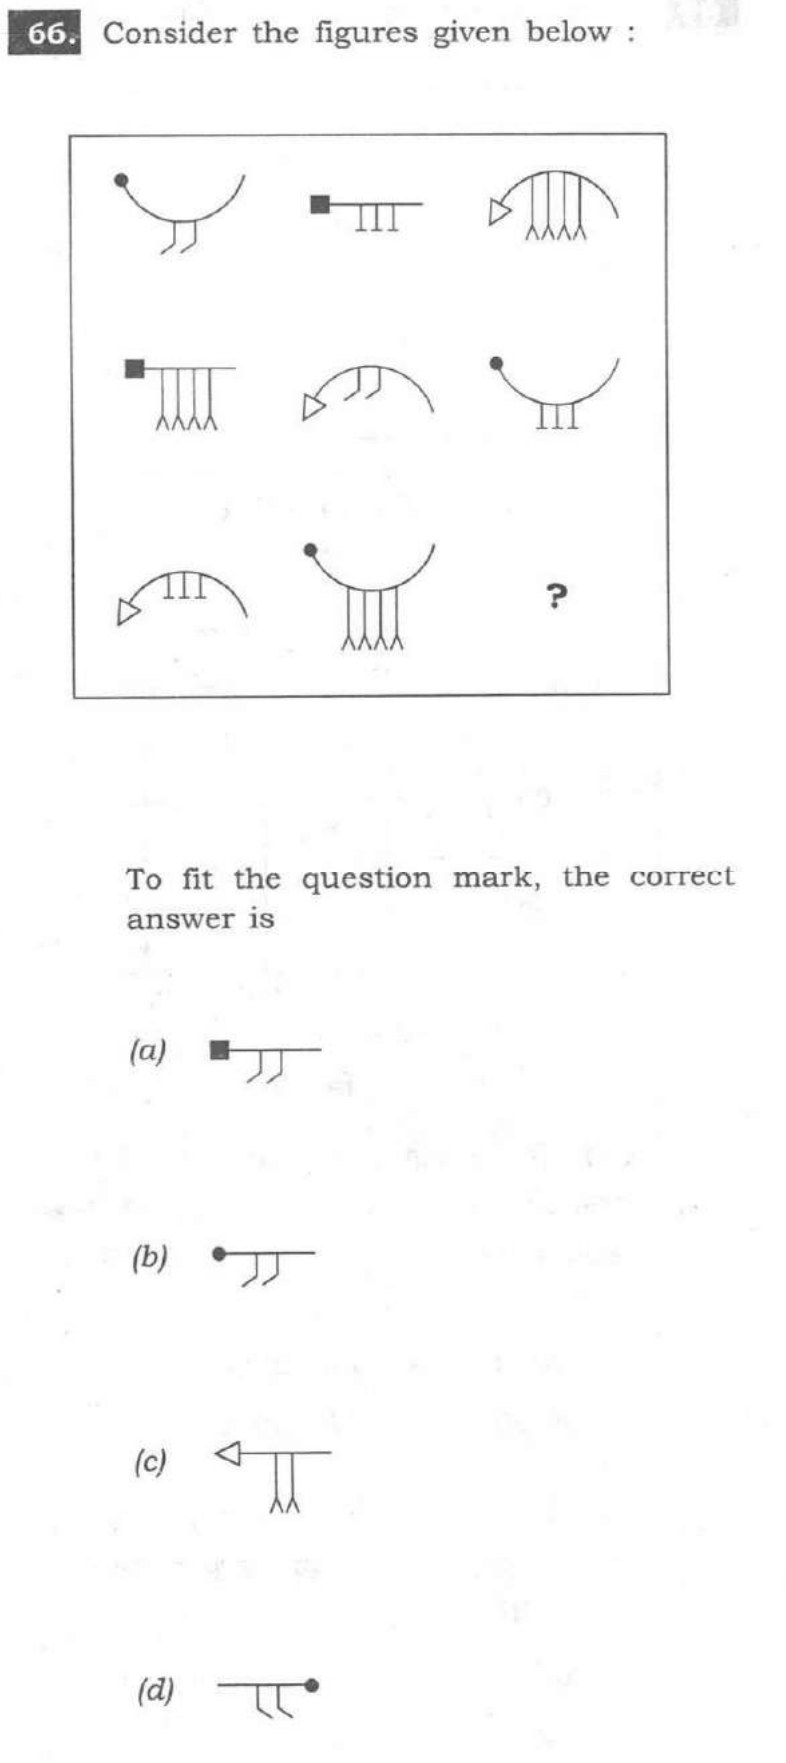 66. Consider the figures given below :
?
To fit the question mark, the correct
answer is
(a)
(b)
(c)
(d)